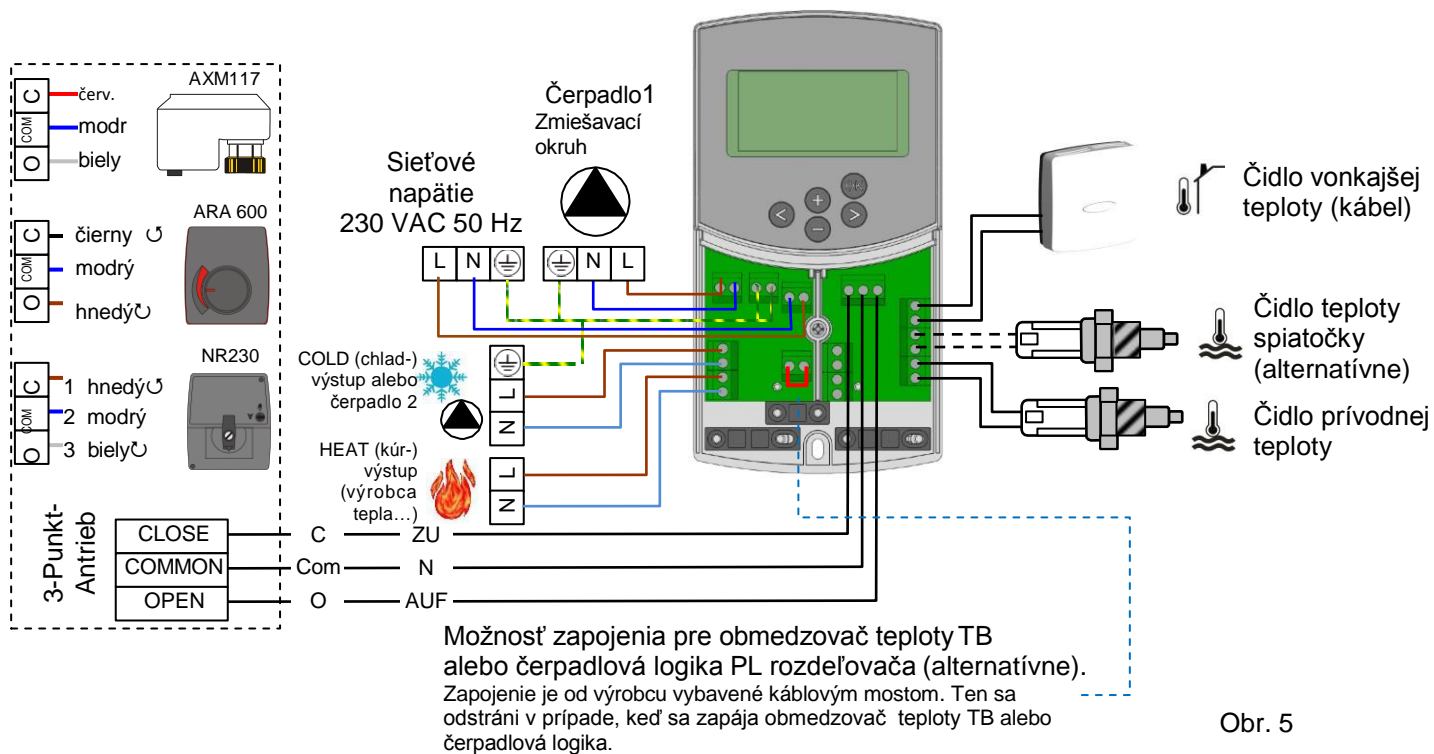 AXM117
C
COM
O
červ.
modr
biely
ARA 600
C
COM
O
čierny
modrý
hnedý
NR230
C
COM
O
1 hnedý
2 modrý
3 biely
3-Punkt-
Antrieb
CLOSE
COMMON
OPEN
C
Com
O
ZU
N
AUF
Sieťové
napätie
230 VAC 50 Hz
L N
Čerpadlo1
Zmiešavací
okruh
N L
COLD (chlad-)
výstup alebo
čerpadlo 2
L
N
HEAT (kúr-)
výstup
(výrobca
tepla…)
L
N
< + − > OK
Čidlo vonkajšej
teploty (kábel)
Čidlo teploty
spiatočky
(alternatívne)
Čidlo prívodnej
teploty
Možnosť zapojenia pre obmedzovač teploty TB
alebo čerpadlová logika PL rozdeľovača (alternatívne).
Zapojenie je od výrobcu vybavené káblovým mostom. Ten sa
odstráni v prípade, keď sa zapája obmedzovač teploty TB alebo
čerpadlová logika.
Obr. 5